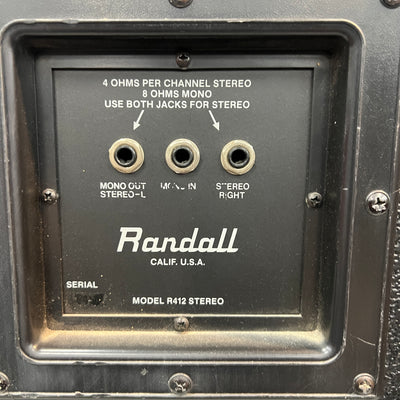 4 OHMS PER CHANNEL STEREO
8 OHMS MONO
USE BOTH JACKS FOR STEREO
MONO OUT
STEREO-L
MONO IN
STEREO
RIGHT
Randall
CALIF. U.S.A.
SERIAL
MODEL R412 STEREO